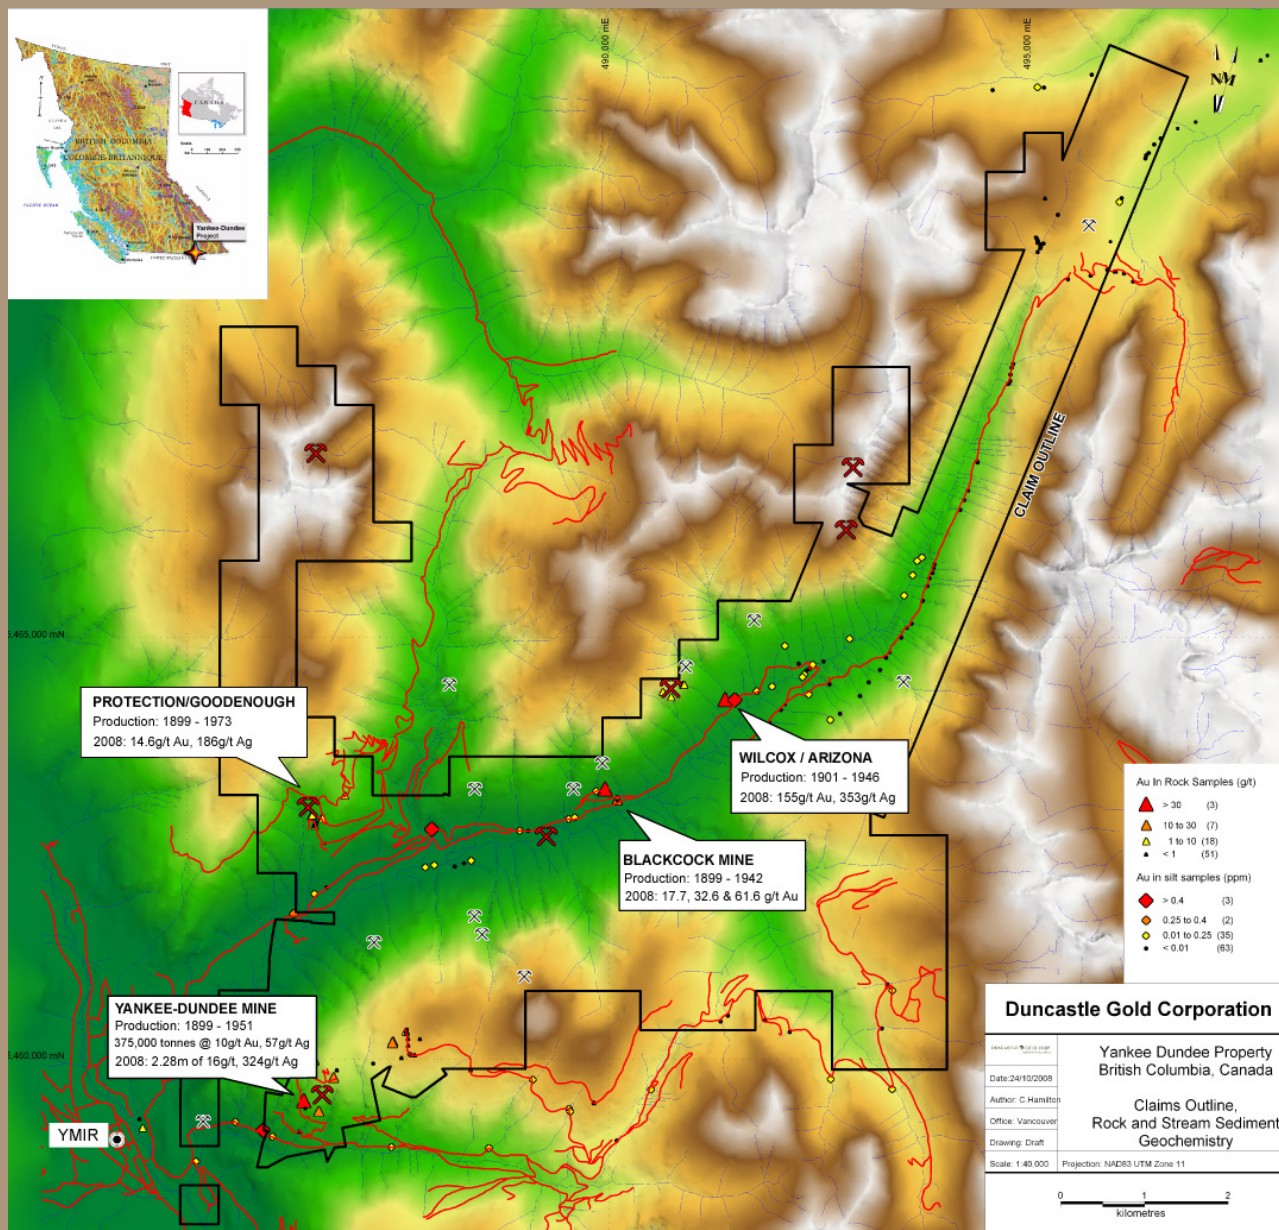 490,000 mE
495,000 mE
NM
CANADA
BRITISH COLUMBIA
COLOMBIE-BRITANNIQUE
PACIFIC OCEAN
Yankee-Dundee
Project
CLAIM OUTLINE
5,465,000 mN
PROTECTION/GOODENOUGH
Production: 1899 - 1973
2008: 14.6g/t Au, 186g/t Ag
WILCOX / ARIZONA
Production: 1901 - 1946
2008: 155g/t Au, 353g/t Ag
BLACKCOCK MINE
Production: 1899 - 1942
2008: 17.7, 32.6 & 61.6 g/t Au
YANKEE-DUNDEE MINE
Production: 1899 - 1951
375,000 tonnes @ 10g/t Au, 57g/t Ag
2008: 2.28m of 16g/t, 324g/t Ag
5,460,000 mN
YMIR
Au In Rock Samples (g/t)
> 30 (3)
10 to 30 (7)
1 to 10 (18)
< 1 (51)
Au in silt samples (ppm)
> 0.4 (3)
0.25 to 0.4 (2)
0.01 to 0.25 (35)
< 0.01 (63)
Duncastle Gold Corporation
Yankee Dundee Property
British Columbia, Canada
Date:24/10/2008
Author: C.Hamilton
Office: Vancouver
Drawing: Draft
Scale: 1:40,000
Claims Outline,
Rock and Stream Sediment
Geochemistry
Projection: NAD83 UTM Zone 11
0 1 2
kilometres